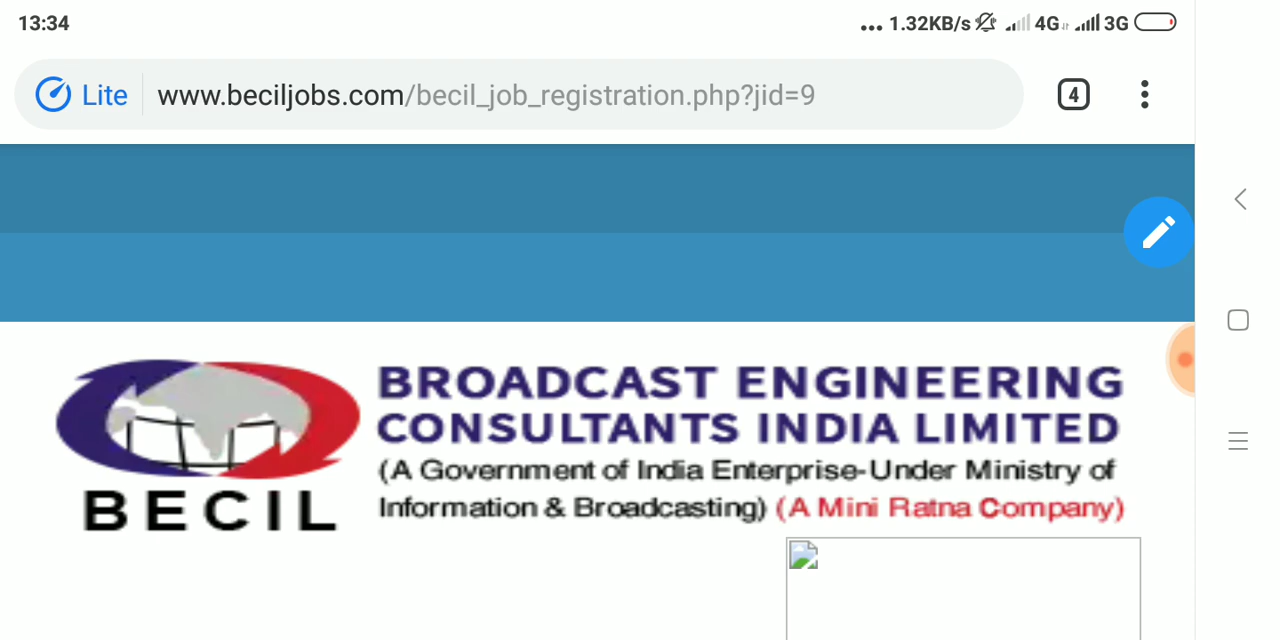 13:34
... 1.32KB/s 4G 3G
Lite www.beciljobs.com/becil_job_registration.php?jid=9
4
BROADCAST ENGINEERING
CONSULTANTS INDIA LIMITED
(A Government of India Enterprise-Under Ministry of
Information & Broadcasting) (A Mini Ratna Company)
BECIL